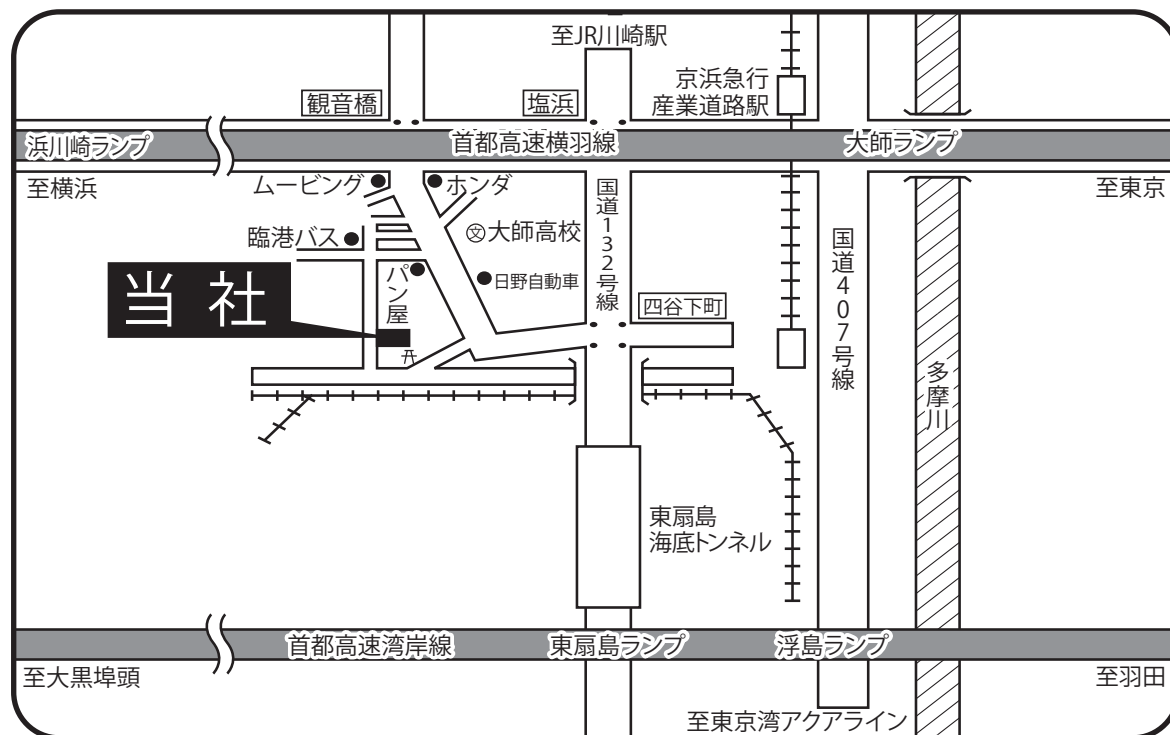 至JR川崎駅
京浜急行
産業道路駅
観音橋
塩浜
浜川崎ランプ
首都高速横羽線
大師ランプ
至横浜
ムービング
ホンダ
至東京
国道132号線
臨港バス
文
大師高校
国道407号線
パン屋
日野自動車
当 社
四谷下町
多摩川
東扇島
海底トンネル
首都高速湾岸線
東扇島ランプ
浮島ランプ
至大黒埠頭
至羽田
至東京湾アクアライン